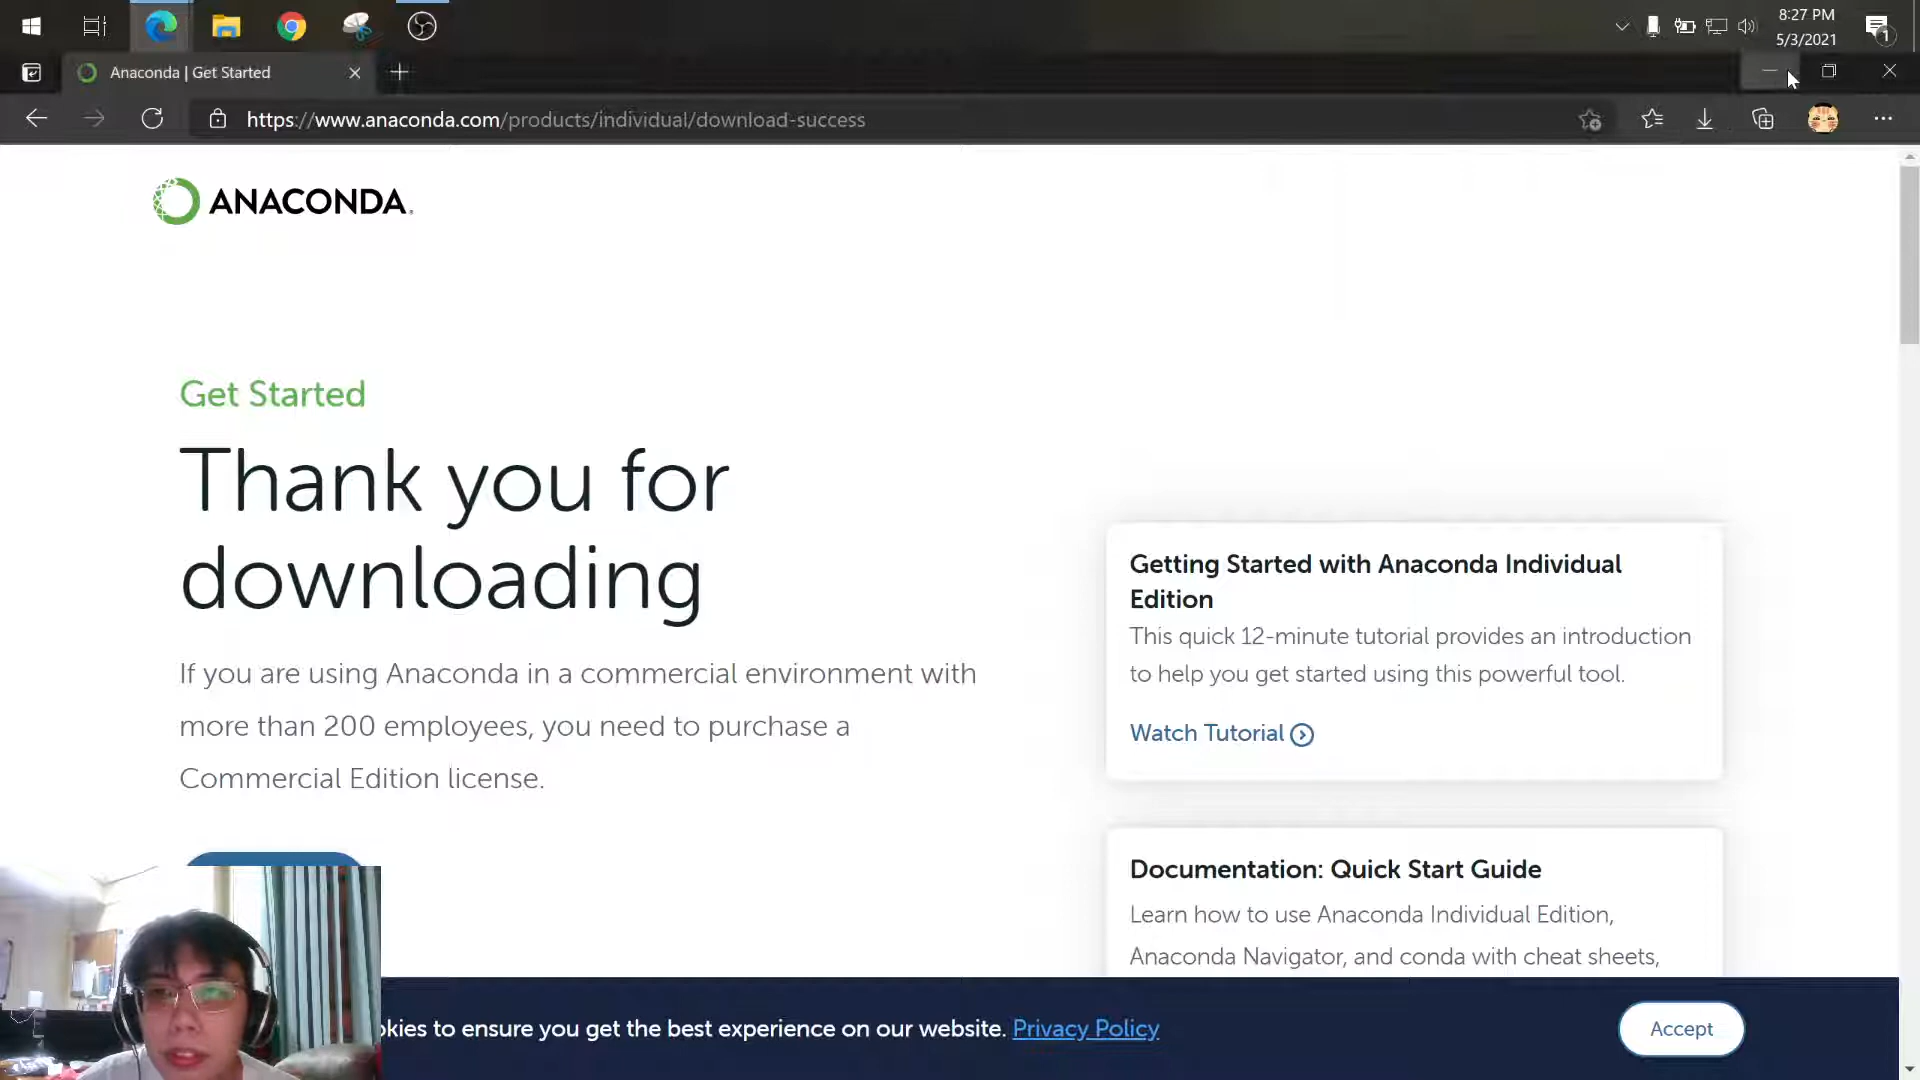 8:27 PM
5/3/2021
1
Anaconda | Get Started
https://www.anaconda.com/products/individual/download-success
ANACONDA.
Get Started
Thank you for
downloading
If you are using Anaconda in a commercial environment with
more than 200 employees, you need to purchase a
Commercial Edition license.
Getting Started with Anaconda Individual
Edition
This quick 12-minute tutorial provides an introduction
to help you get started using this powerful tool.
Watch Tutorial
Documentation: Quick Start Guide
Learn how to use Anaconda Individual Edition,
Anaconda Navigator, and conda with cheat sheets,
okies to ensure you get the best experience on our website. Privacy Policy
Accept